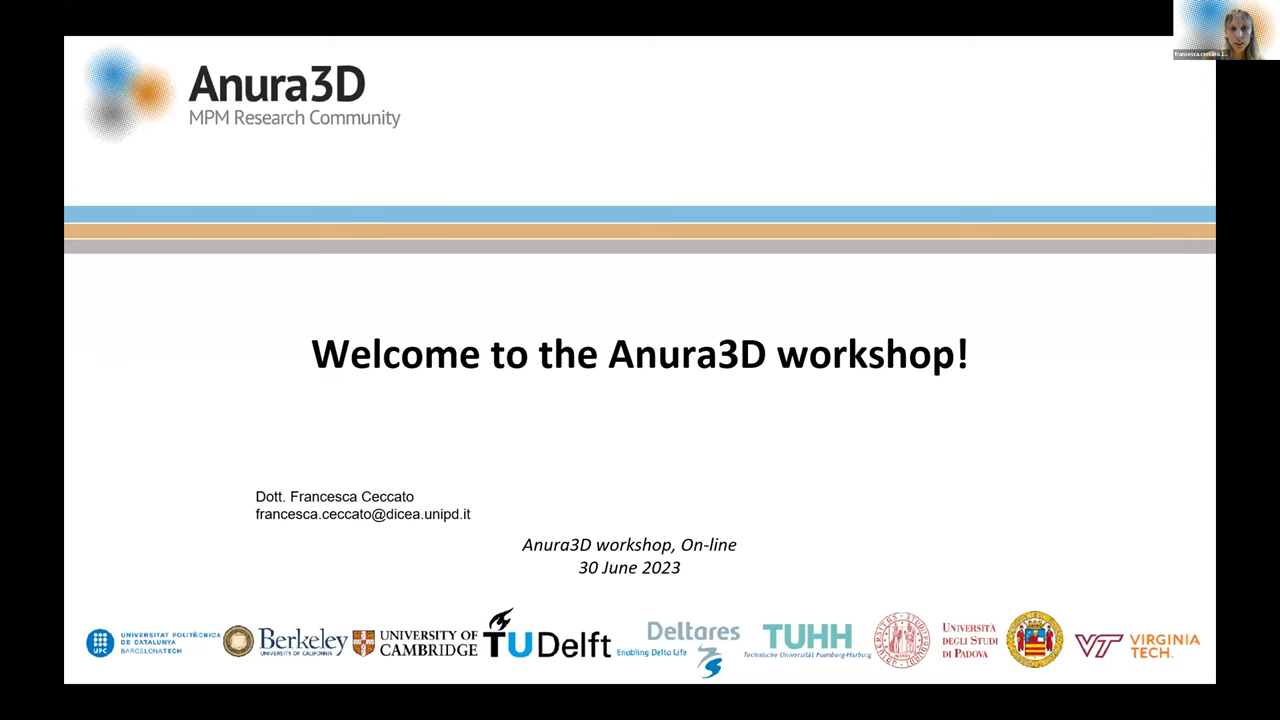 Anura3D
MPM Research Community
Welcome to the Anura3D workshop!
Dott. Francesca Ceccato
francesca.ceccato@dicea.unipd.it
Anura3D workshop, On-line
30 June 2023
UPC
UNIVERSITAT POLITÈCNICA
DE CATALUNYA
BARCELONATECH
Berkeley
UNIVERSITY OF CALIFORNIA
UNIVERSITY OF
CAMBRIDGE
TU Delft
Deltares
Enabling Delta Life
TUHH
Technische Universität Hamburg-Harburg
UNIVERSITÀ
DEGLI STUDI
DI PADOVA
VT VIRGINIA
TECH